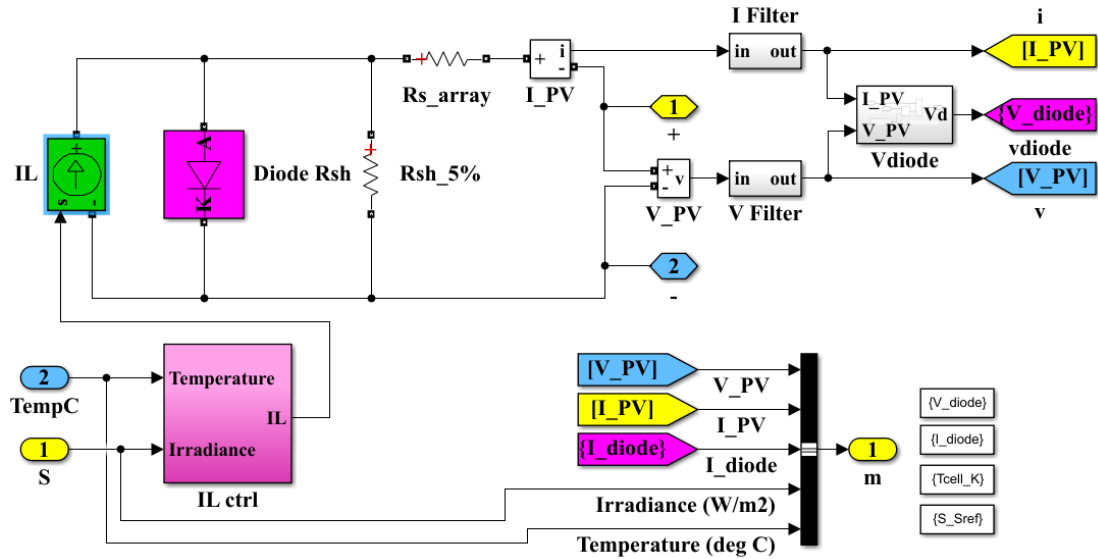 I Filter
i
+
i
-
in
out
[I_PV]
Rs_array
I_PV
1
+
I_PV
V_PV
Vd
{V_diode}
Vdiode
vdiode
IL
+
s
-
A
K
Diode Rsh
Rsh_5%
+
-
v
V_PV
in
out
V Filter
[V_PV]
v
2
-
2
TempC
1
S
Temperature
Irradiance
IL
IL ctrl
[V_PV]
V_PV
[I_PV]
I_PV
{I_diode}
I_diode
Irradiance (W/m2)
Temperature (deg C)
1
m
{V_diode}
{I_diode}
{Tcell_K}
{S_Sref}